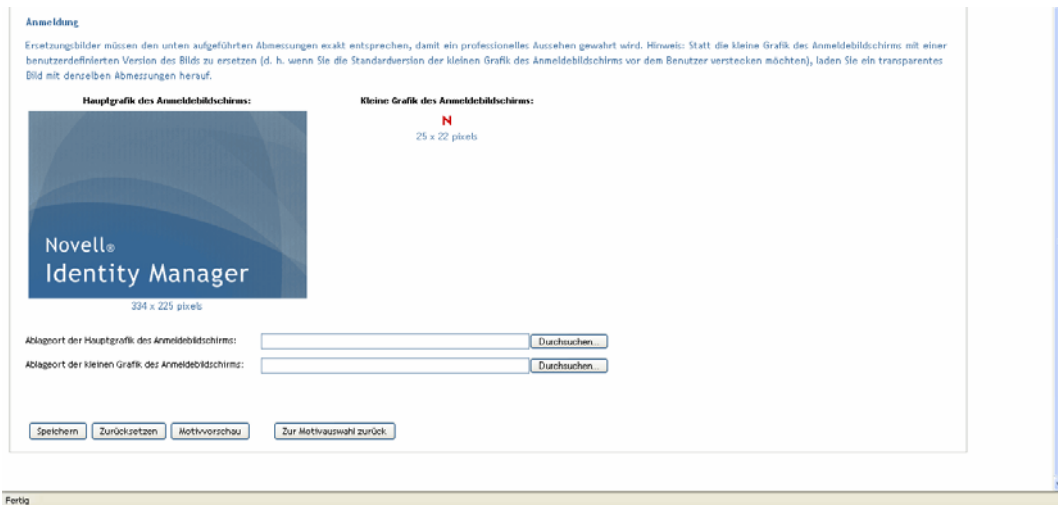 Anmeldung
Ersetzungsbilder müssen den unten aufgeführten Abmessungen exakt entsprechen, damit ein professionelles Aussehen gewahrt wird. Hinweis: Statt die kleine Grafik des Anmeldebildschirms mit einer
benutzerdefinierten Version des Bilds zu ersetzen (d. h. wenn Sie die Standardversion der kleinen Grafik des Anmeldebildschirms vor dem Benutzer verstecken möchten), laden Sie ein transparentes
Bild mit denselben Abmessungen herauf.
Hauptgrafik des Anmeldebildschirms: Kleine Grafik des Anmeldebildschirms:
N
25 x 22 pixels
Novell®
Identity Manager
334 x 225 pixels
Ablageort der Hauptgrafik des Anmeldebildschirms: Durchsuchen...
Ablageort der kleinen Grafik des Anmeldebildschirms: Durchsuchen...
Speichern Zurücksetzen Motivvorschau Zur Motivauswahl zurück
Fertig